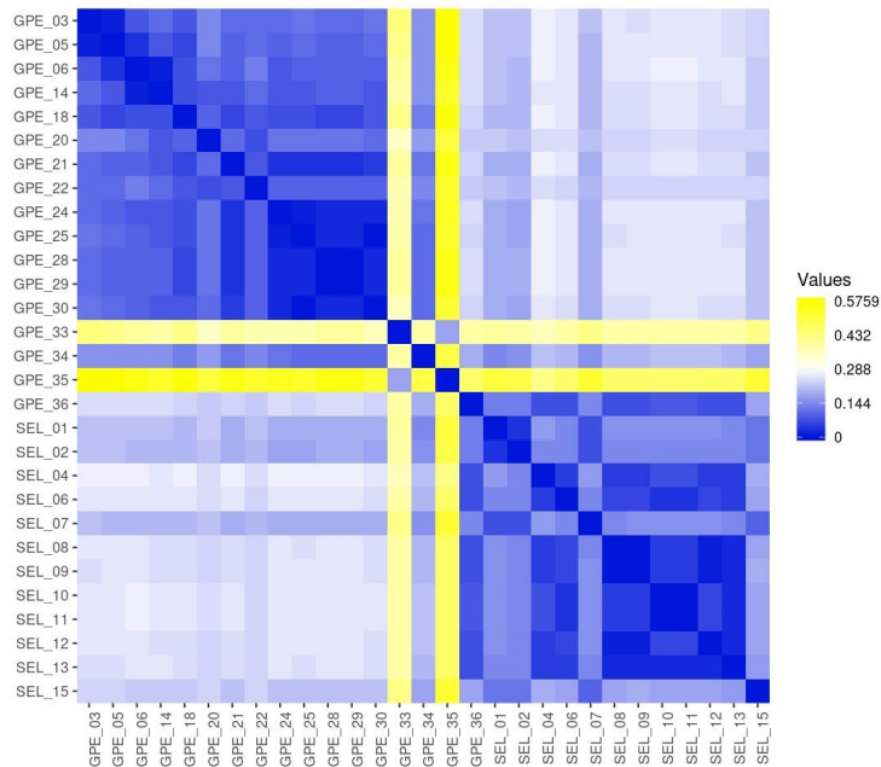 GPE_03
GPE_05
GPE_06
GPE_14
GPE_18
GPE_20
GPE_21
GPE_22
GPE_24
GPE_25
GPE_28
GPE_29
GPE_30
GPE_33
GPE_34
GPE_35
GPE_36
SEL_01
SEL_02
SEL_04
SEL_06
SEL_07
SEL_08
SEL_09
SEL_10
SEL_11
SEL_12
SEL_13
SEL_15
Values
0.5759
0.432
0.288
0.144
0
GPE_03
GPE_05
GPE_06
GPE_14
GPE_18
GPE_20
GPE_21
GPE_22
GPE_24
GPE_25
GPE_28
GPE_29
GPE_30
GPE_33
GPE_34
GPE_35
GPE_36
SEL_01
SEL_02
SEL_04
SEL_06
SEL_07
SEL_08
SEL_09
SEL_10
SEL_11
SEL_12
SEL_13
SEL_15